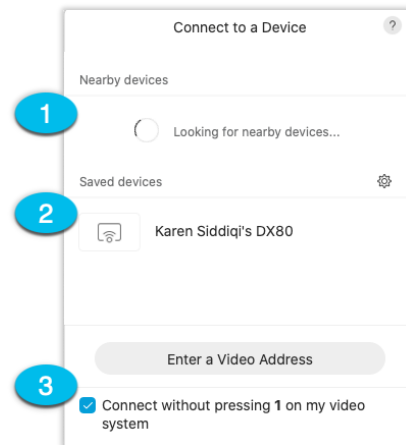 Connect to a Device
?
Nearby devices
1
Looking for nearby devices...
Saved devices
2
Karen Siddiqi's DX80
Enter a Video Address
3
Connect without pressing 1 on my video
system